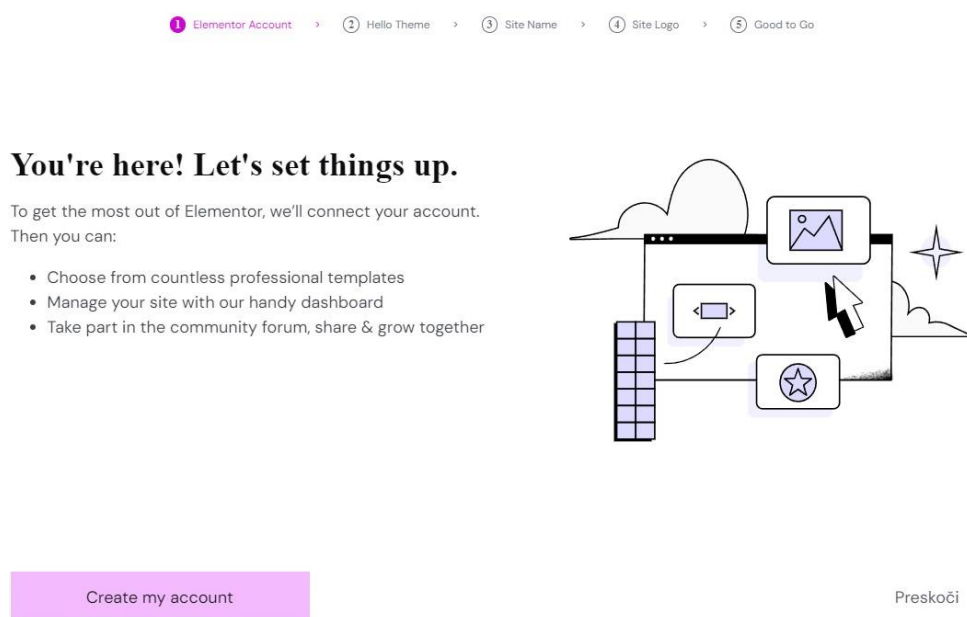 1 Elementor Account > 2 Hello Theme > 3 Site Name > 4 Site Logo > 5 Good to Go
You're here! Let's set things up.
To get the most out of Elementor, we'll connect your account.
Then you can:
• Choose from countless professional templates
• Manage your site with our handy dashboard
• Take part in the community forum, share & grow together
Create my account
Preskoči